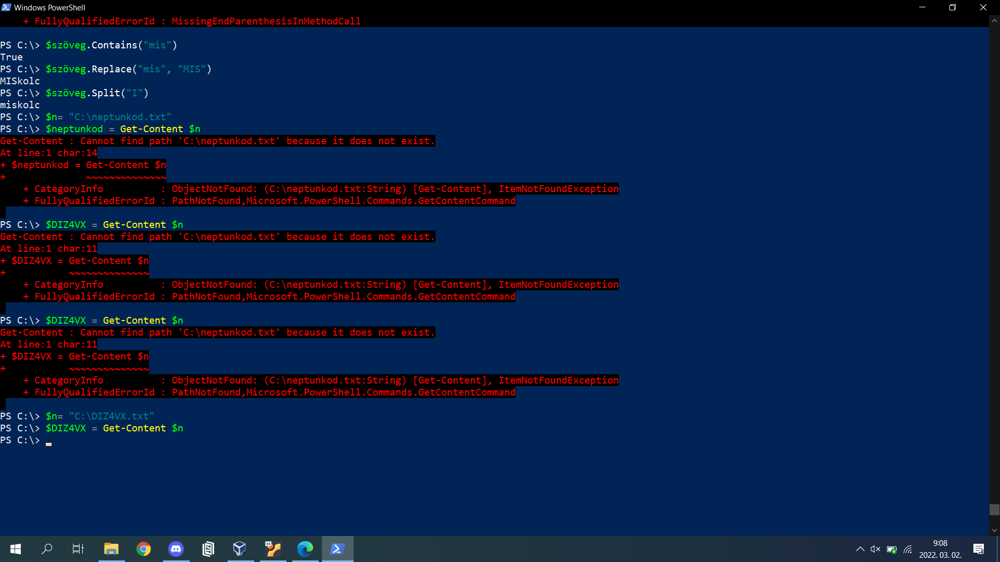 Windows PowerShell
    + FullyQualifiedErrorId : MissingEndParenthesisInMethodCall
PS C:\> $szöveg.Contains("mis")
True
PS C:\> $szöveg.Replace("mis", "MIS")
MISkolc
PS C:\> $szöveg.Split("I")
miskolc
PS C:\> $n= "C:\neptunkod.txt"
PS C:\> $neptunkod = Get-Content $n
Get-Content : Cannot find path 'C:\neptunkod.txt' because it does not exist.
At line:1 char:14
+ $neptunkod = Get-Content $n
+              ~~~~~~~~~~~~~~
    + CategoryInfo          : ObjectNotFound: (C:\neptunkod.txt:String) [Get-Content], ItemNotFoundException
    + FullyQualifiedErrorId : PathNotFound,Microsoft.PowerShell.Commands.GetContentCommand
PS C:\> $DIZ4VX = Get-Content $n
Get-Content : Cannot find path 'C:\neptunkod.txt' because it does not exist.
At line:1 char:11
+ $DIZ4VX = Get-Content $n
+           ~~~~~~~~~~~~~~
    + CategoryInfo          : ObjectNotFound: (C:\neptunkod.txt:String) [Get-Content], ItemNotFoundException
    + FullyQualifiedErrorId : PathNotFound,Microsoft.PowerShell.Commands.GetContentCommand
PS C:\> $DIZ4VX = Get-Content $n
Get-Content : Cannot find path 'C:\neptunkod.txt' because it does not exist.
At line:1 char:11
+ $DIZ4VX = Get-Content $n
+           ~~~~~~~~~~~~~~
    + CategoryInfo          : ObjectNotFound: (C:\neptunkod.txt:String) [Get-Content], ItemNotFoundException
    + FullyQualifiedErrorId : PathNotFound,Microsoft.PowerShell.Commands.GetContentCommand
PS C:\> $n= "C:\DIZ4VX.txt"
PS C:\> $DIZ4VX = Get-Content $n
PS C:\>
64
9:08
2022. 03. 02.